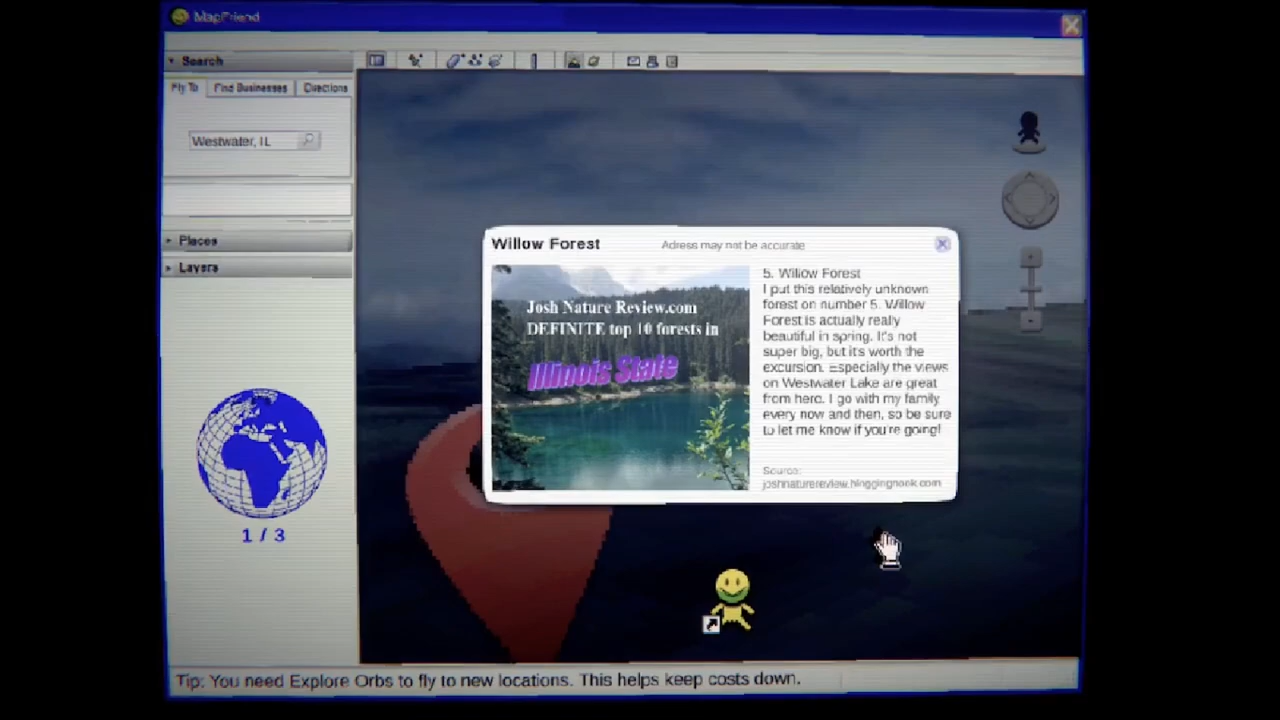 MapFriend
Search
Fly To
Find Businesses
Directions
Westwater, IL
Places
Layers
1 / 3
Willow Forest
Adress may not be accurate
Josh Nature Review.com
DEFINITE top 10 forests in
Illinois State
5. Willow Forest
I put this relatively unknown
forest on number 5. Willow
Forest is actually really
beautiful in spring. It's not
super big, but it's worth the
excursion. Especially the views
on Westwater Lake are great
from hero. I go with my family
every now and then, so be sure
to let me know if you're going!
Source:
joshnaturereview.bloggingnook.com
Tip: You need Explore Orbs to fly to new locations. This helps keep costs down.